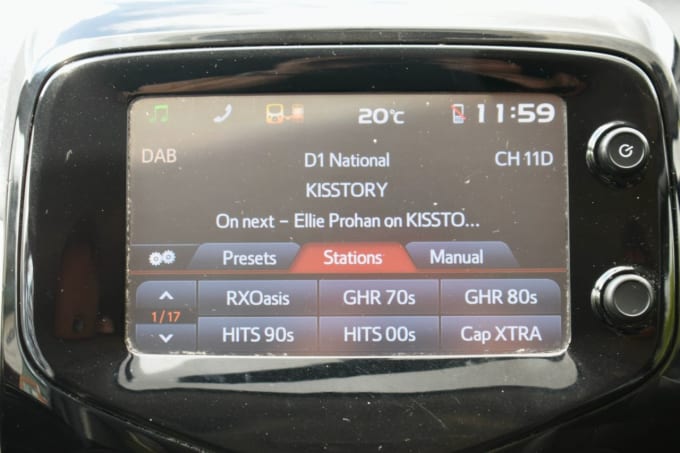 20°C 11:59
DAB D1 National CH 11D
KISSTORY
On next – Ellie Prohan on KISSTO...
Presets Stations Manual
RXOasis GHR 70s GHR 80s
1/17
HITS 90s HITS 00s Cap XTRA